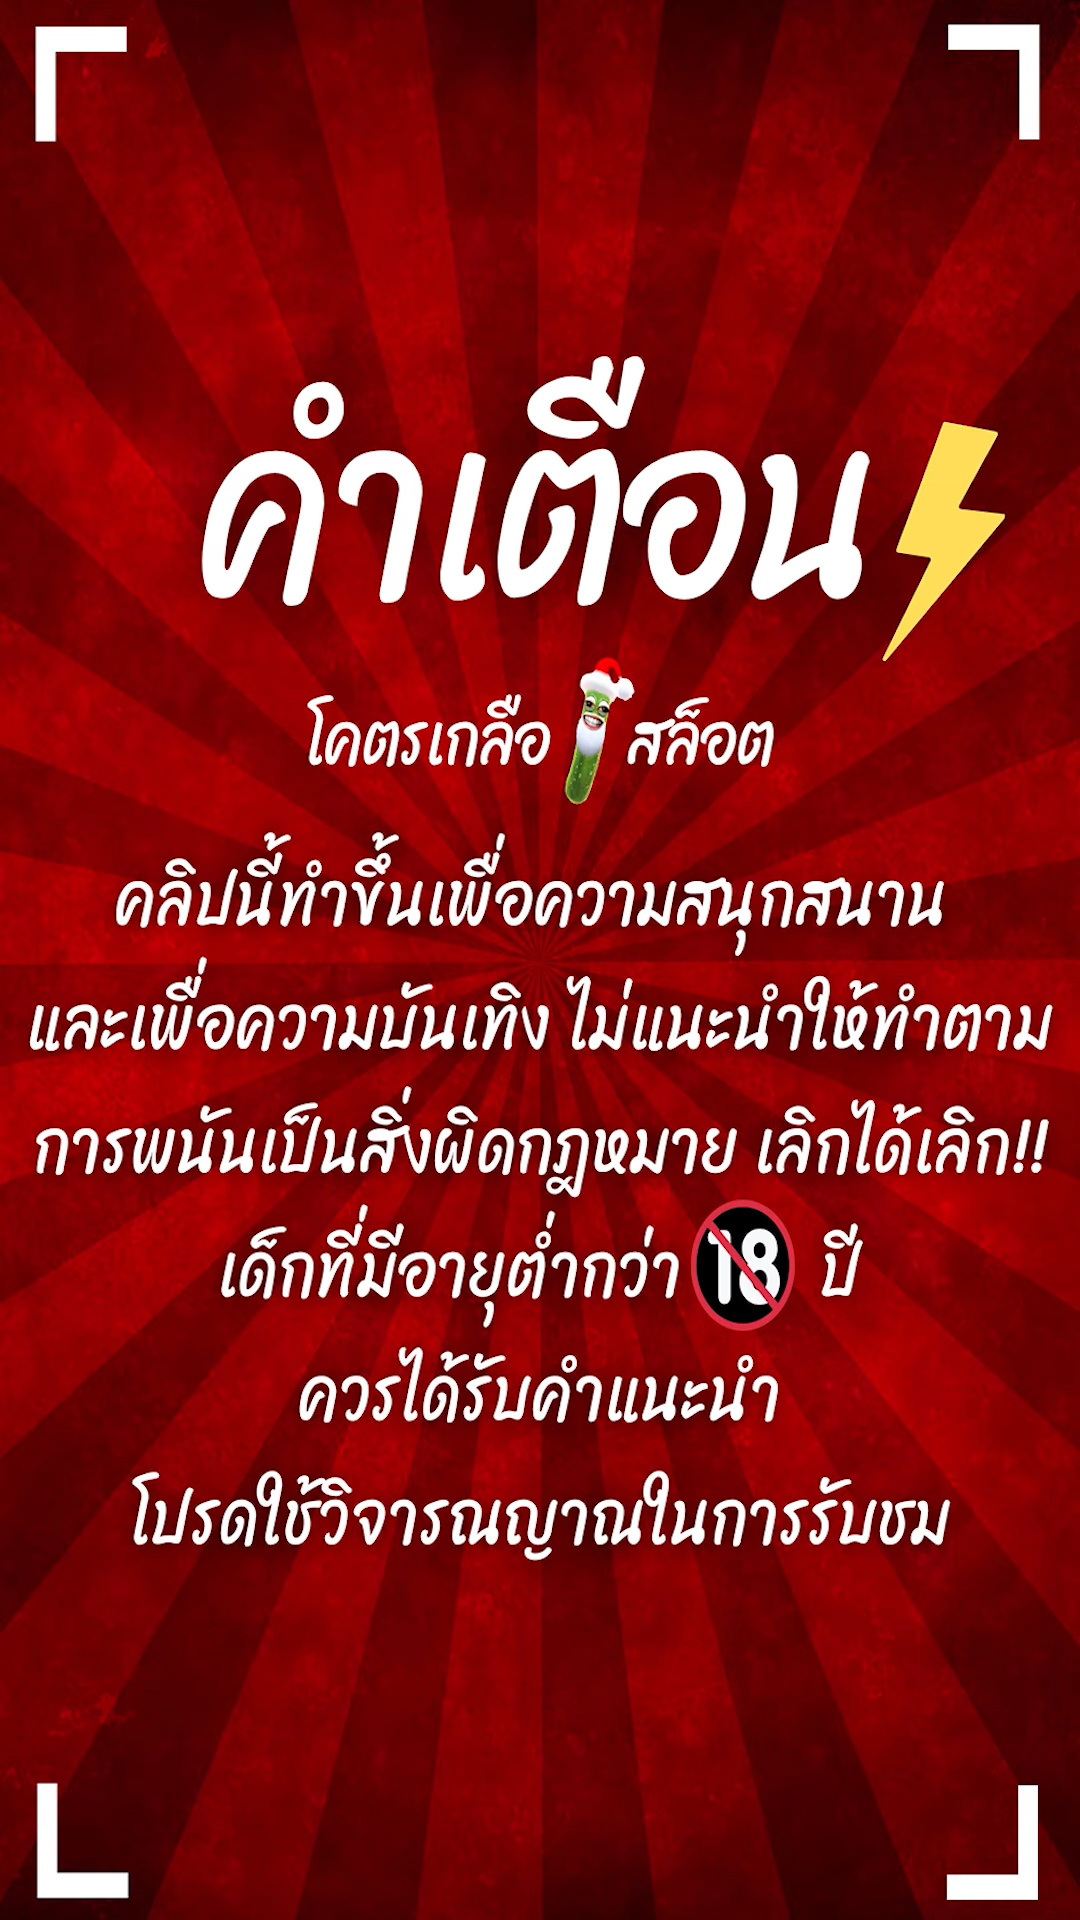 คำเตือน
โคตรเกลือ สล็อต
คลิปนี้ทำขึ้นเพื่อความสนุกสนาน
และเพื่อความบันเทิง ไม่แนะนำให้ทำตาม
การพนันเป็นสิ่งผิดกฎหมาย เลิกได้เลิก!!
เด็กที่มีอายุต่ำกว่า 18 ปี
ควรได้รับคำแนะนำ
โปรดใช้วิจารณญาณในการรับชม